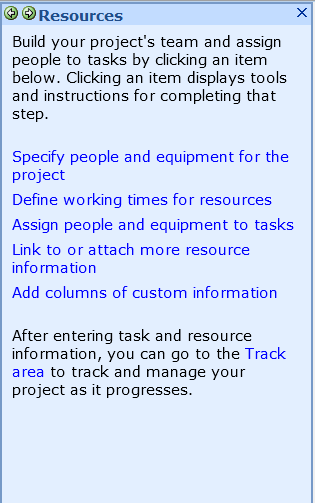 Resources
Build your project's team and assign
people to tasks by clicking an item
below. Clicking an item displays tools
and instructions for completing that
step.
Specify people and equipment for the
project
Define working times for resources
Assign people and equipment to tasks
Link to or attach more resource
information
Add columns of custom information
After entering task and resource
information, you can go to the Track
area to track and manage your
project as it progresses.